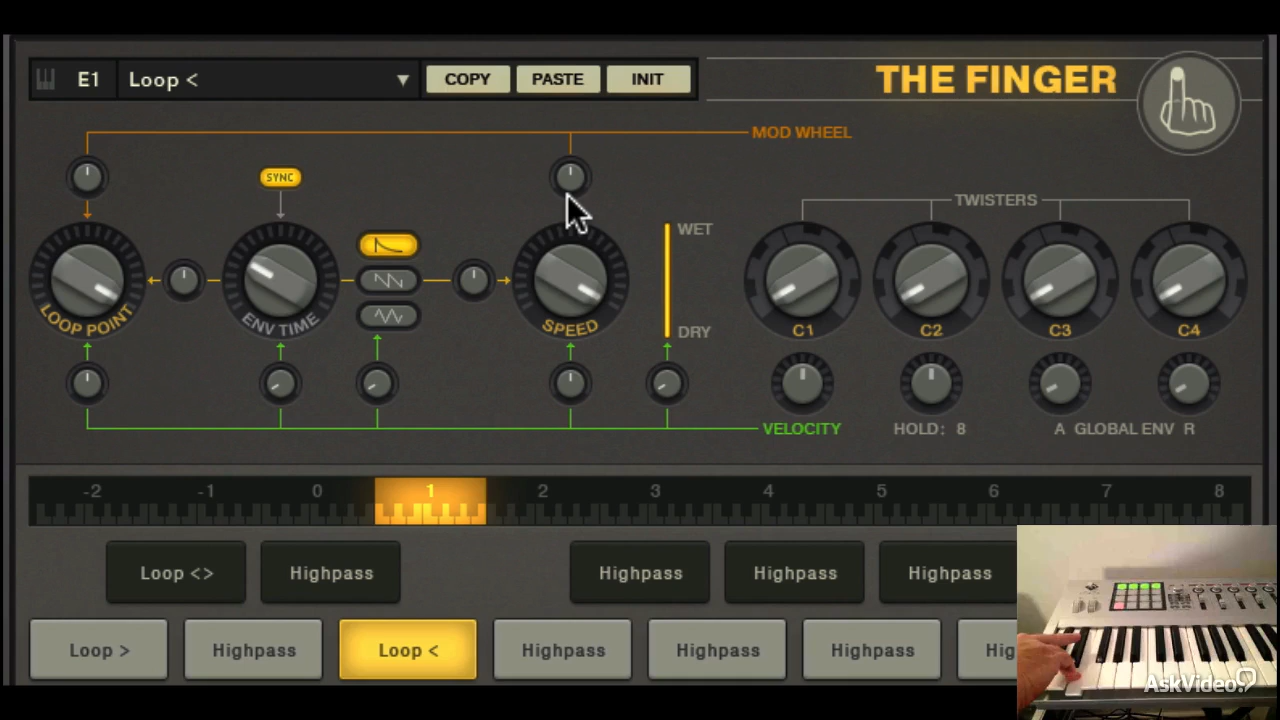 E1 Loop < COPY PASTE INIT THE FINGER
MOD WHEEL
SYNC
TWISTERS
WET
LOOP POINT ENV TIME SPEED DRY C1 C2 C3 C4
VELOCITY HOLD: 8 A GLOBAL ENV R
-2 -1 0 1 2 3 4 5 6 7 8
Loop <> Highpass Highpass Highpass Highpass
Loop > Highpass Loop < Highpass Highpass Highpass Hig
AskVideo